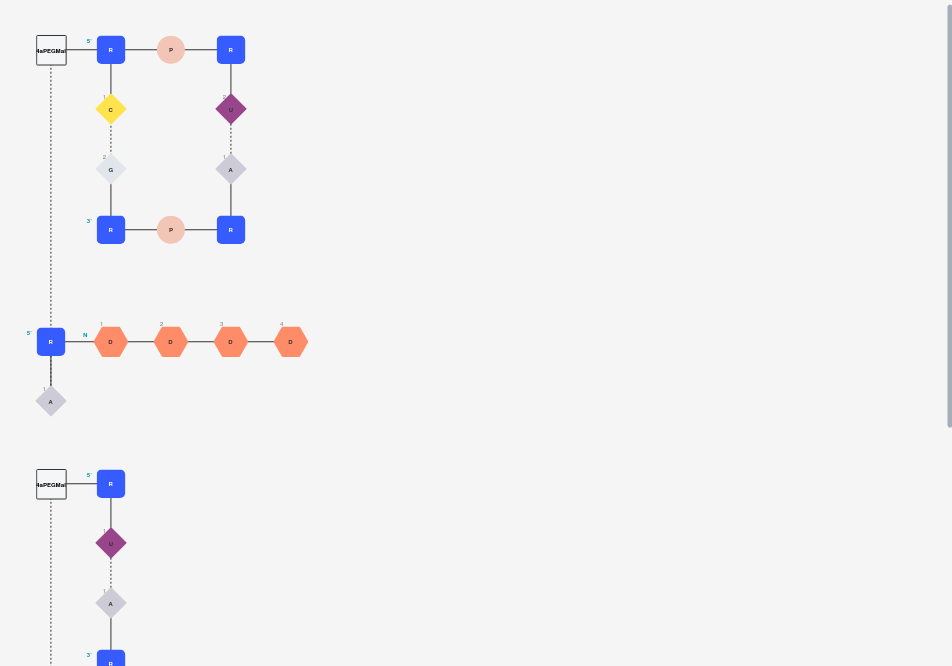 5'
4aPEGMal R P R
1 2
C U
2 1
G A
3' R P R
1 2 3 4
5' R N D D D D
1
A
5'
4aPEGMal R
1
U
1
A
3' R